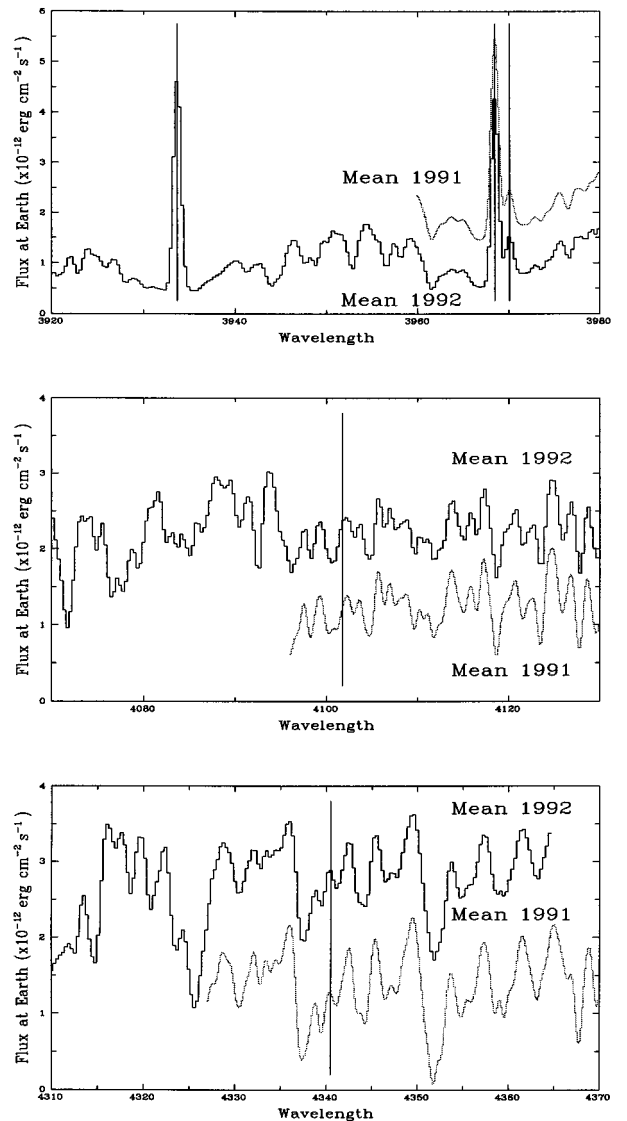 6
5
4
3
2
1
0
Flux at Earth (x10⁻¹² erg cm⁻² s⁻¹)
Mean 1991
Mean 1992
3920
3940
3960
3980
Wavelength
4
3
2
1
0
Flux at Earth (x10⁻¹² erg cm⁻² s⁻¹)
Mean 1992
Mean 1991
4080
4100
4120
Wavelength
4
3
2
1
0
Flux at Earth (x10⁻¹² erg cm⁻² s⁻¹)
Mean 1992
Mean 1991
4310
4320
4330
4340
4350
4360
4370
Wavelength